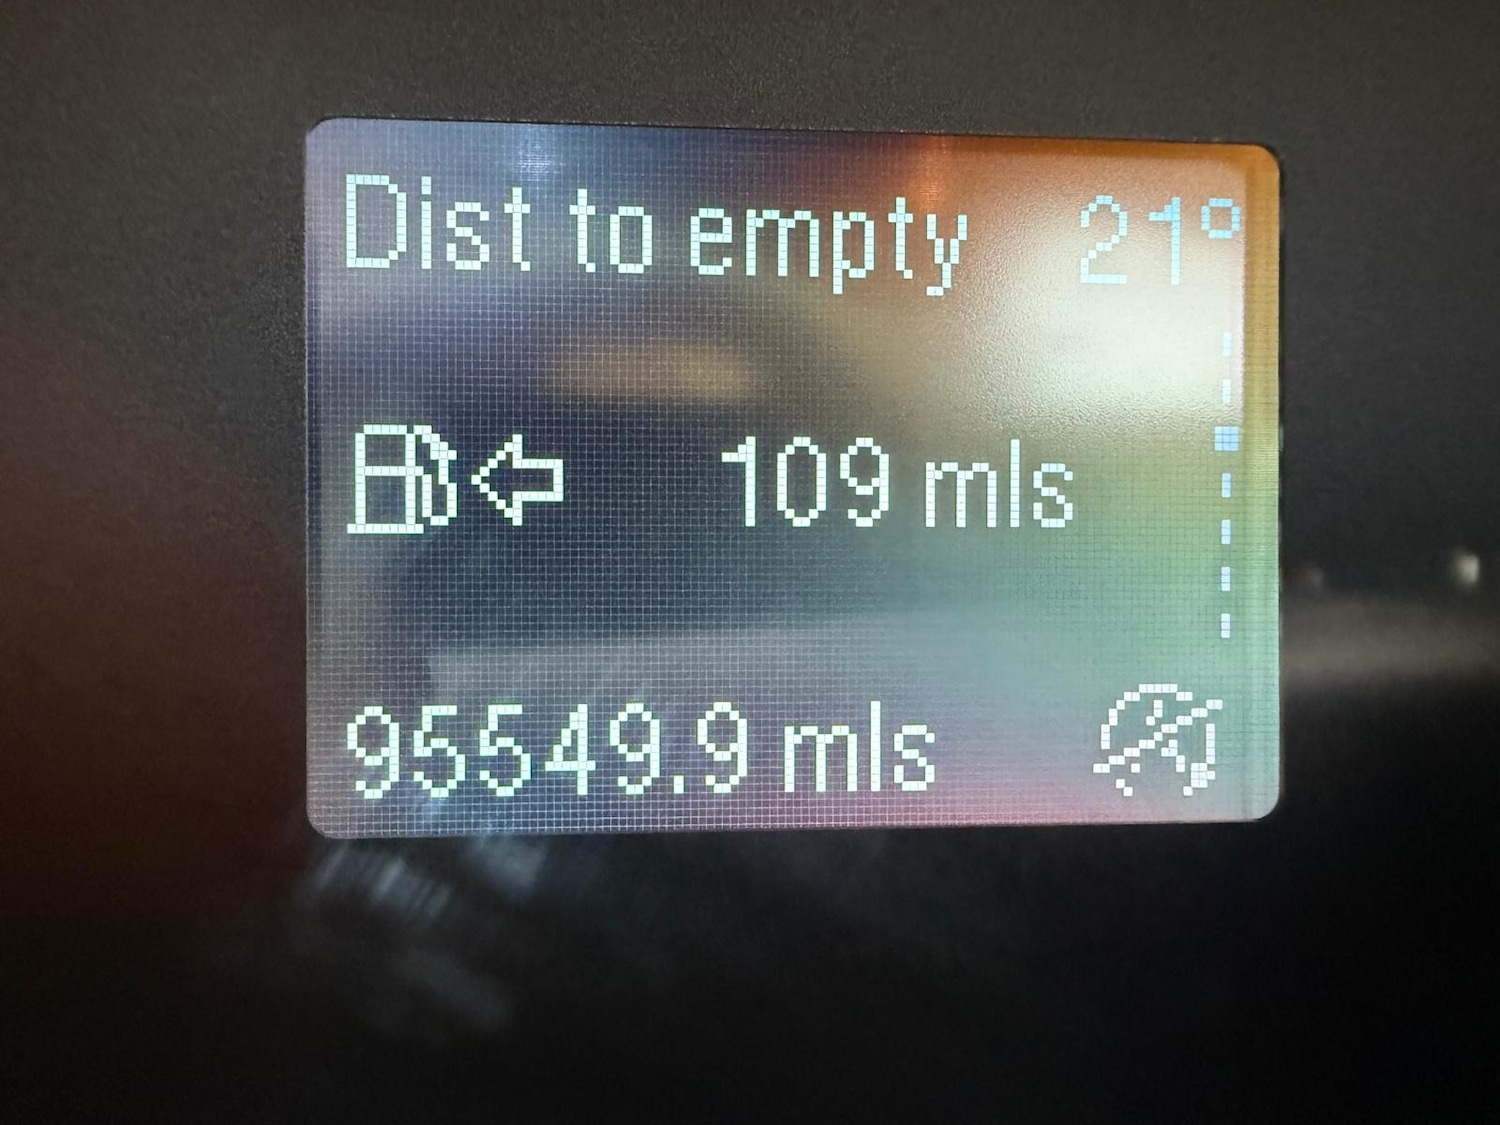 Dist to empty 21°
109 mls
95549.9 mls